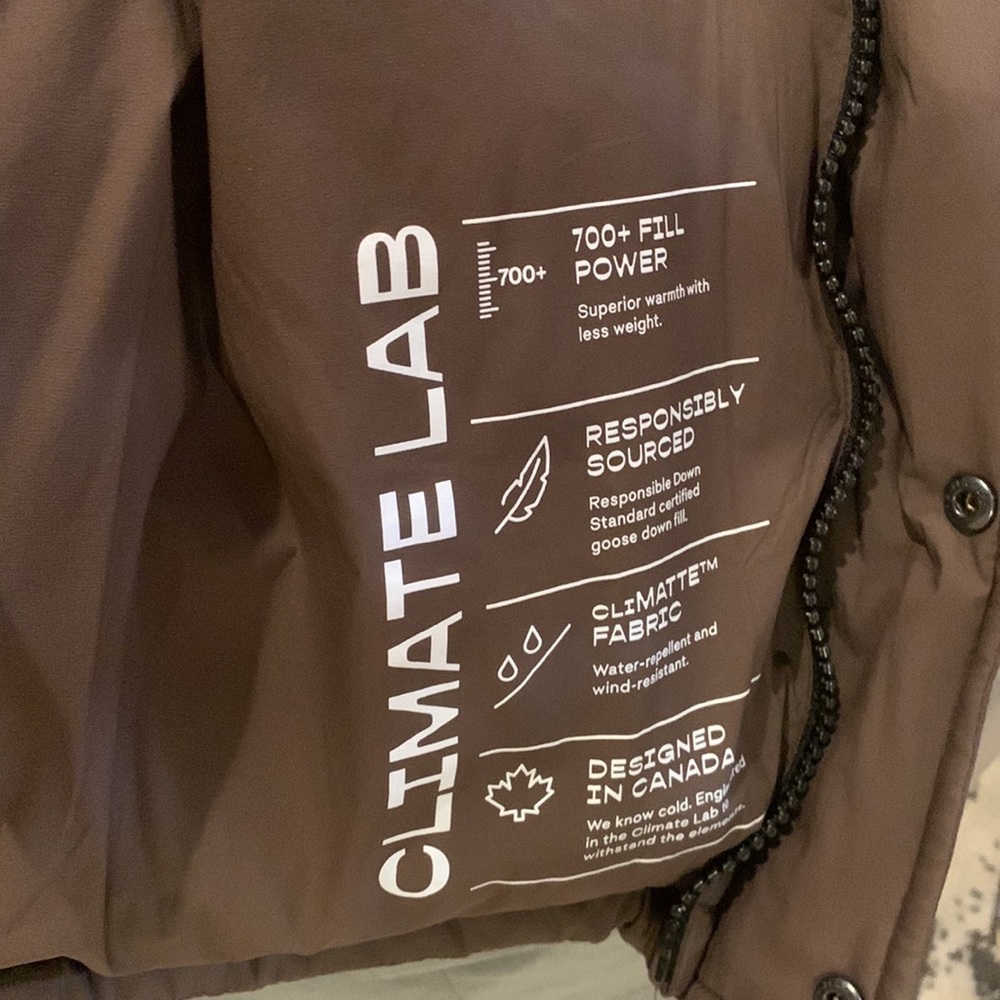 CLIMATE LAB
700+
700+ FILL
POWER
Superior warmth with
less weight.
RESPONSIBLY
SOURCED
Responsible Down
Standard certified
goose down fill.
CLIMATTE™
FABRIC
Water-repellent and
wind-resistant.
DESIGNED
IN CANADA
We know cold.
in the Climate Lab to
withstand the elements.